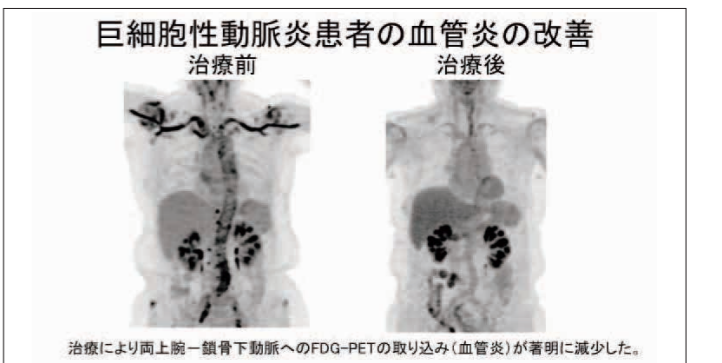 巨細胞性動脈炎患者の血管炎の改善
治療前
治療後
治療により両上腕－鎖骨下動脈へのFDG-PETの取り込み（血管炎）が著明に減少した。